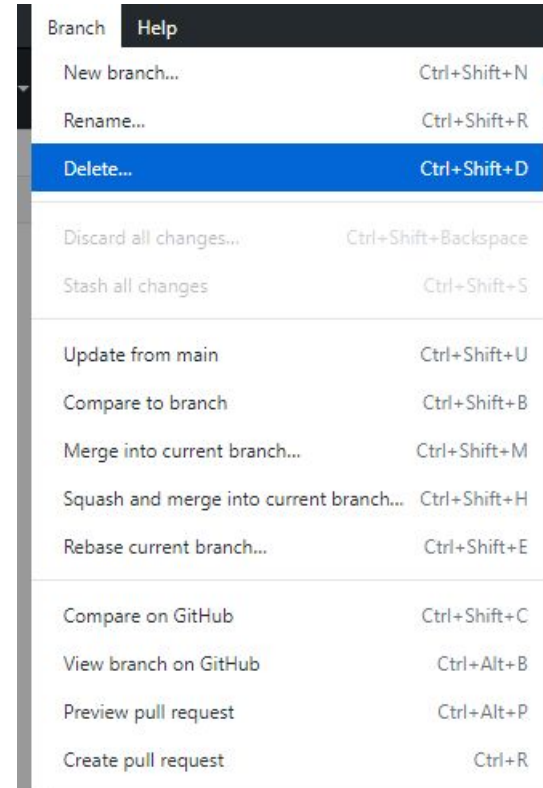 Branch Help
New branch... Ctrl+Shift+N
Rename... Ctrl+Shift+R
Delete... Ctrl+Shift+D
Discard all changes... Ctrl+Shift+Backspace
Stash all changes Ctrl+Shift+S
Update from main Ctrl+Shift+U
Compare to branch Ctrl+Shift+B
Merge into current branch... Ctrl+Shift+M
Squash and merge into current branch... Ctrl+Shift+H
Rebase current branch... Ctrl+Shift+E
Compare on GitHub Ctrl+Shift+C
View branch on GitHub Ctrl+Alt+B
Preview pull request Ctrl+Alt+P
Create pull request Ctrl+R